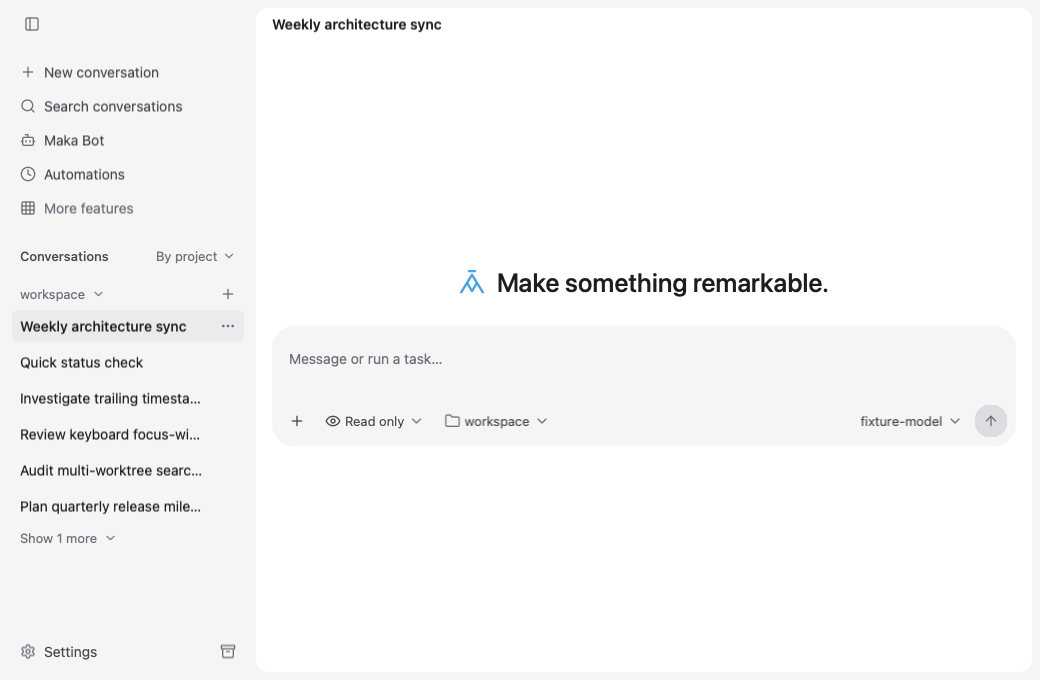 Weekly architecture sync
New conversation
Search conversations
Maka Bot
Automations
More features
Conversations By project
workspace
Weekly architecture sync
Quick status check
Investigate trailing timesta...
Review keyboard focus-wi...
Audit multi-worktree searc...
Plan quarterly release mile...
Show 1 more
Settings
Make something remarkable.
Message or run a task...
Read only workspace fixture-model